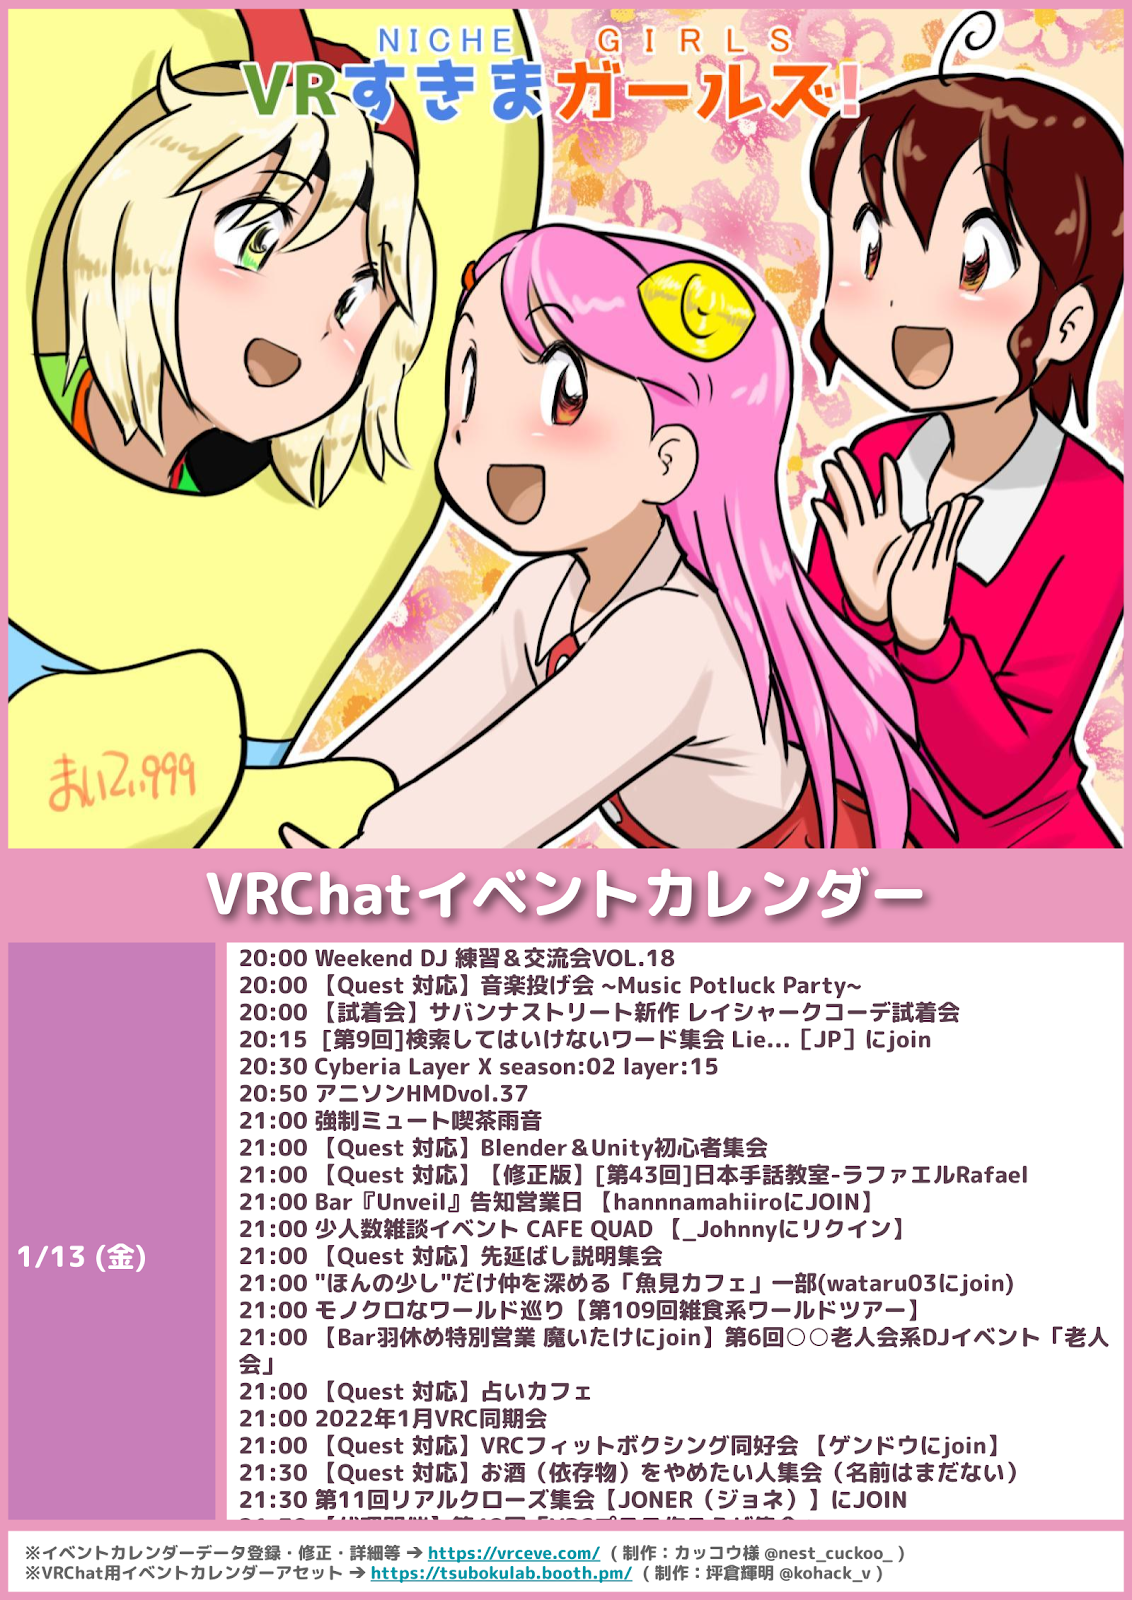 NICHE GIRLS
VRすきまガールズ!
まいてぃ999
VRChatイベントカレンダー
1/13 (金)
20:00 Weekend DJ 練習＆交流会VOL.18
20:00 【Quest 対応】音楽投げ会 ~Music Potluck Party~
20:00 【試着会】サバンナストリート新作 レイシャークコーデ試着会
20:15 [第9回]検索してはいけないワード集会 Lie...［JP］にjoin
20:30 Cyberia Layer X season:02 layer:15
20:50 アニソンHMDvol.37
21:00 強制ミュート喫茶雨音
21:00 【Quest 対応】Blender＆Unity初心者集会
21:00 【Quest 対応】【修正版】[第43回]日本手話教室-ラファエルRafael
21:00 Bar『Unveil』告知営業日 【hannnamahiiroにJOIN】
21:00 少人数雑談イベント CAFE QUAD 【_Johnnyにリクイン】
21:00 【Quest 対応】先延ばし説明集会
21:00 "ほんの少し"だけ仲を深める「魚見カフェ」一部(wataru03にjoin)
21:00 モノクロなワールド巡り【第109回雑食系ワールドツアー】
21:00 【Bar羽休め特別営業 魔いたけにjoin】第6回○○老人会系DJイベント「老人
会」
21:00 【Quest 対応】占いカフェ
21:00 2022年1月VRC同期会
21:00 【Quest 対応】VRCフィットボクシング同好会 【ゲンドウにjoin】
21:30 【Quest 対応】お酒（依存物）をやめたい人集会（名前はまだない）
21:30 第11回リアルクローズ集会【JONER（ジョネ）】にJOIN
※イベントカレンダーデータ登録・修正・詳細等 ➔ https://vrceve.com/ ( 制作：カッコウ様 @nest_cuckoo_ )
※VRChat用イベントカレンダーアセット ➔ https://tsubokulab.booth.pm/ ( 制作：坪倉輝明 @kohack_v )